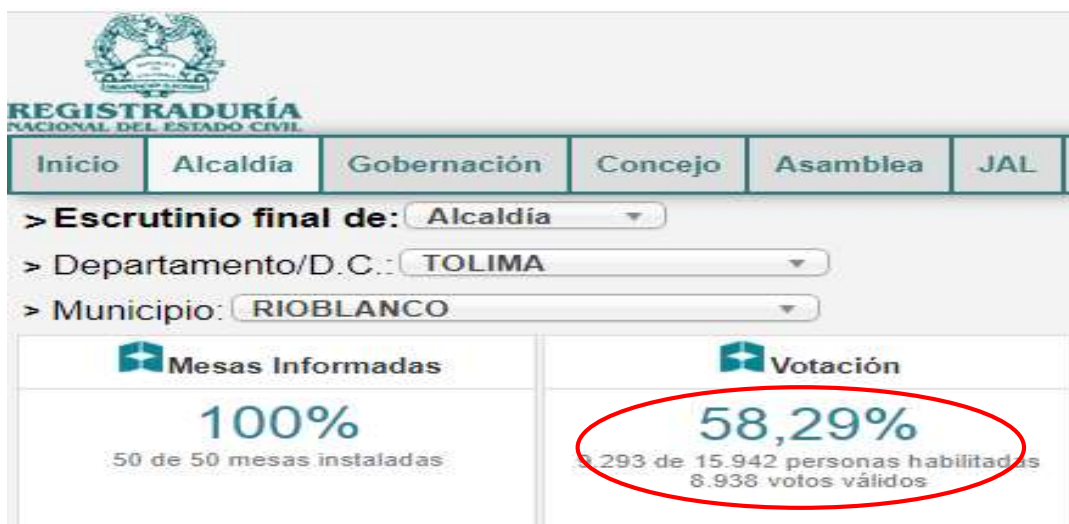 REGISTRADURÍA
NACIONAL DEL ESTADO CIVIL
Inicio Alcaldía Gobernación Concejo Asamblea JAL
> Escrutinio final de: Alcaldía
> Departamento/D.C.: TOLIMA
> Municipio: RIOBLANCO
Mesas Informadas Votación
100% 58,29%
50 de 50 mesas instaladas 9.293 de 15.942 personas habilitadas
8.938 votos válidos